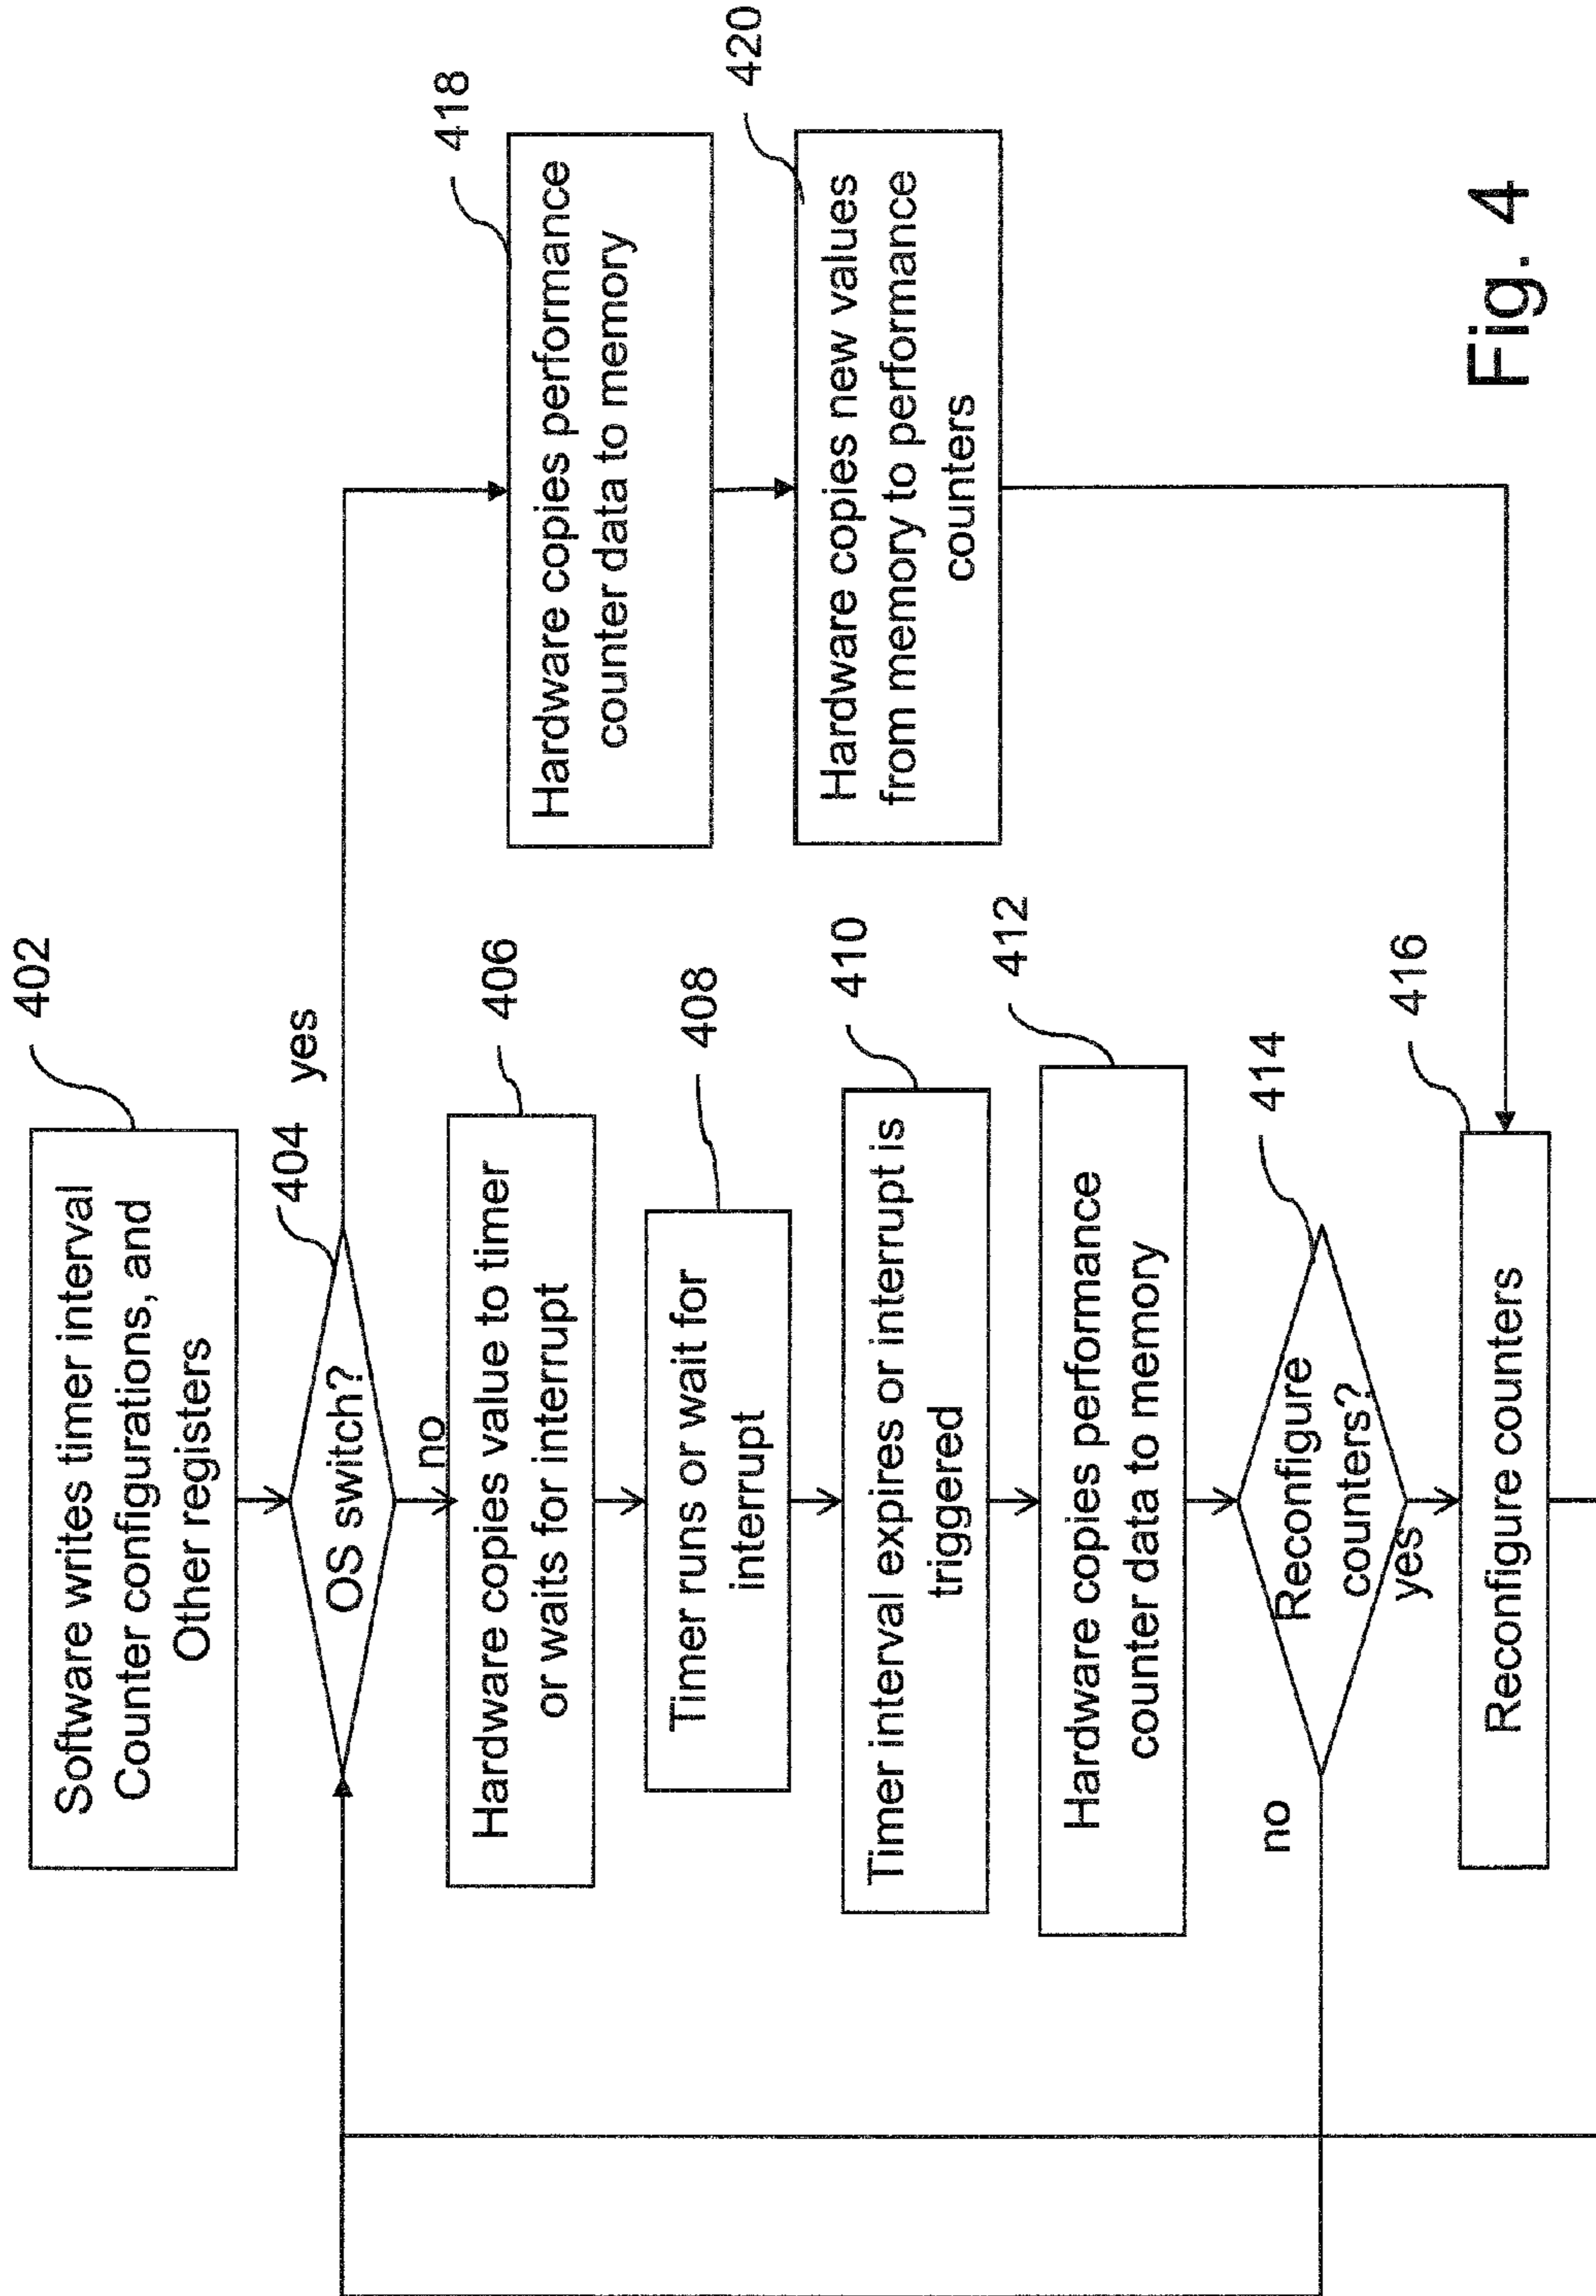 402
Software writes timer interval
Counter configurations, and
Other registers
404
yes
OS switch?
no
406
Hardware copies value to timer
or waits for interrupt
408
Timer runs or wait for
interrupt
410
Timer interval expires or interrupt is
triggered
412
Hardware copies performance
counter data to memory
414
Reconfigure
counters?
no
yes
416
Reconfigure counters
418
Hardware copies performance
counter data to memory
420
Hardware copies new values
from memory to performance
counters
Fig. 4